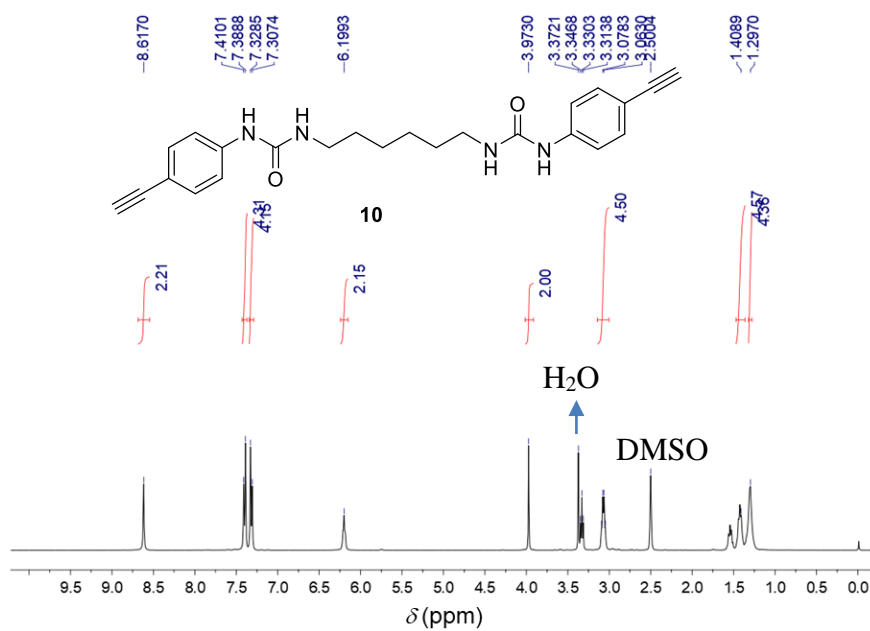 8.6170
7.4101
7.3888
7.3285
7.3074
6.1993
3.9730
3.3721
3.3468
3.3303
3.3138
3.0783
3.0630
2.5004
1.4089
1.2970
H
N
H
N
O
O
N
H
N
H
10
2.21
4.31
4.15
2.15
2.00
4.50
4.57
4.36
H₂O
DMSO
9.5 9.0 8.5 8.0 7.5 7.0 6.5 6.0 5.5 5.0 4.5 4.0 3.5 3.0 2.5 2.0 1.5 1.0 0.5 0.0
δ (ppm)